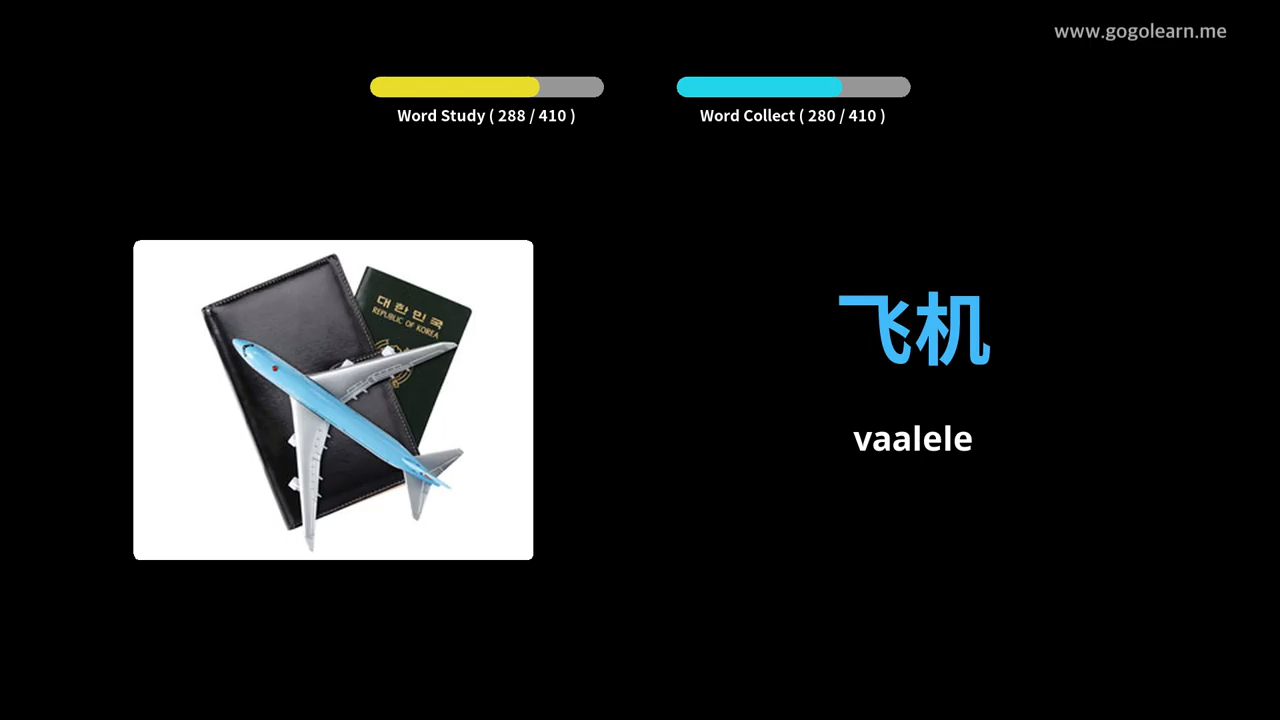 www.gogolearn.me
Word Study ( 288 / 410 )
Word Collect ( 280 / 410 )
대한민국
REPUBLIC OF KOREA
飞机
vaalele